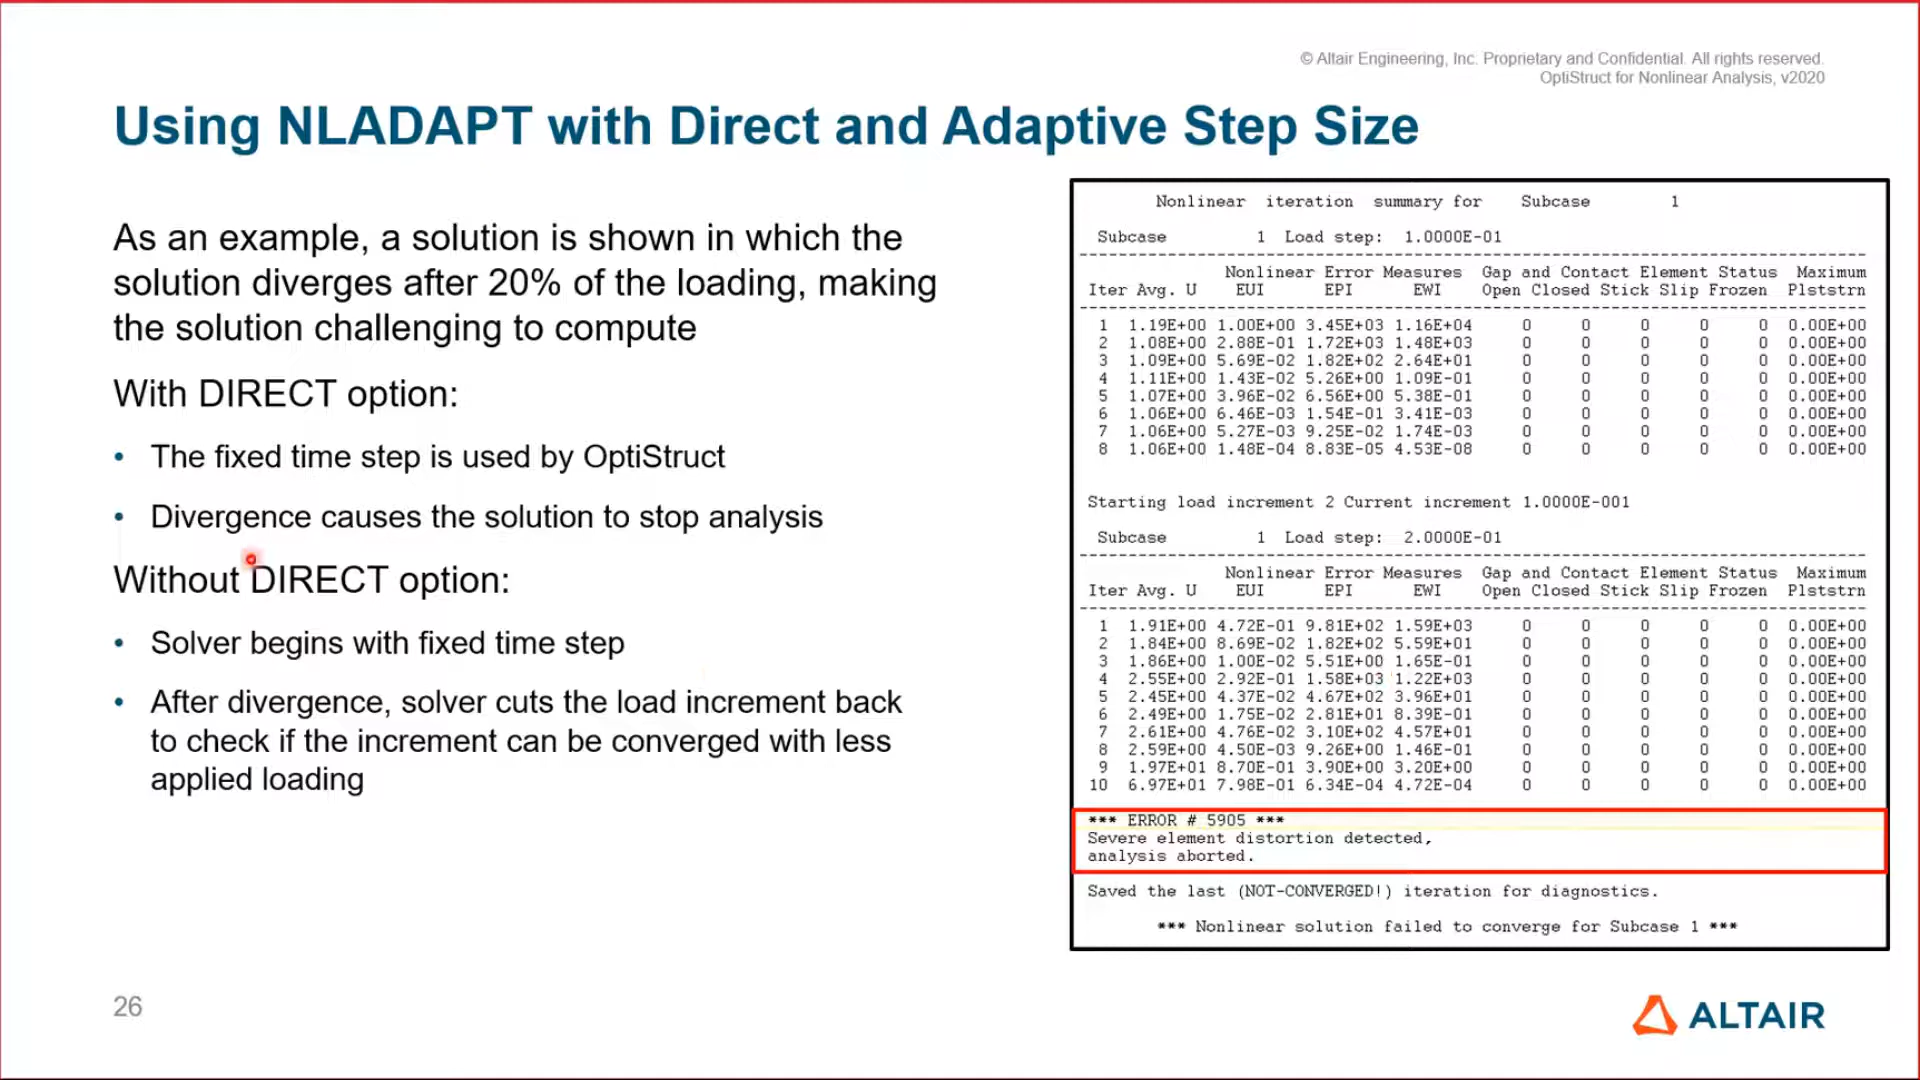 © Altair Engineering, Inc. Proprietary and Confidential. All rights reserved.
OptiStruct for Nonlinear Analysis, v2020
Using NLADAPT with Direct and Adaptive Step Size
As an example, a solution is shown in which the
solution diverges after 20% of the loading, making
the solution challenging to compute
With DIRECT option:
• The fixed time step is used by OptiStruct
• Divergence causes the solution to stop analysis
Without DIRECT option:
• Solver begins with fixed time step
• After divergence, solver cuts the load increment back
to check if the increment can be converged with less
applied loading
Nonlinear iteration summary for Subcase 1
Subcase 1 Load step: 1.0000E-01
Nonlinear Error Measures Gap and Contact Element Status Maximum
Iter Avg. U EUI EPI EWI Open Closed Stick Slip Frozen Plststrn
1 1.19E+00 1.00E+00 3.45E+03 1.16E+04 0 0 0 0 0 0.00E+00
2 1.08E+00 2.88E-01 1.72E+03 1.48E+03 0 0 0 0 0 0.00E+00
3 1.09E+00 5.69E-02 1.82E+02 2.64E+01 0 0 0 0 0 0.00E+00
4 1.11E+00 1.43E-02 5.26E+00 1.09E-01 0 0 0 0 0 0.00E+00
5 1.07E+00 3.96E-02 6.56E+00 5.38E-01 0 0 0 0 0 0.00E+00
6 1.06E+00 6.46E-03 1.54E-01 3.41E-03 0 0 0 0 0 0.00E+00
7 1.06E+00 5.27E-03 9.25E-02 1.74E-03 0 0 0 0 0 0.00E+00
8 1.06E+00 1.48E-04 8.83E-05 4.53E-08 0 0 0 0 0 0.00E+00
Starting load increment 2 Current increment 1.0000E-001
Subcase 1 Load step: 2.0000E-01
Nonlinear Error Measures Gap and Contact Element Status Maximum
Iter Avg. U EUI EPI EWI Open Closed Stick Slip Frozen Plststrn
1 1.91E+00 4.72E-01 9.81E+02 1.59E+03 0 0 0 0 0 0.00E+00
2 1.84E+00 8.69E-02 1.82E+02 5.59E+01 0 0 0 0 0 0.00E+00
3 1.86E+00 1.00E-02 5.51E+00 1.65E-01 0 0 0 0 0 0.00E+00
4 2.55E+00 2.92E-01 1.58E+03 1.22E+03 0 0 0 0 0 0.00E+00
5 2.45E+00 4.37E-02 4.67E+02 3.96E+01 0 0 0 0 0 0.00E+00
6 2.49E+00 1.75E-02 2.81E+01 8.39E-01 0 0 0 0 0 0.00E+00
7 2.61E+00 4.76E-02 3.10E+02 4.57E+01 0 0 0 0 0 0.00E+00
8 2.59E+00 4.50E-03 9.26E+00 1.46E-01 0 0 0 0 0 0.00E+00
9 1.97E+01 8.70E-01 3.90E+00 3.20E+00 0 0 0 0 0 0.00E+00
10 6.97E+01 7.98E-01 6.34E-04 4.72E-04 0 0 0 0 0 0.00E+00
*** ERROR # 5905 ***
Severe element distortion detected,
analysis aborted.
Saved the last (NOT-CONVERGED!) iteration for diagnostics.
*** Nonlinear solution failed to converge for Subcase 1 ***
26
ALTAIR